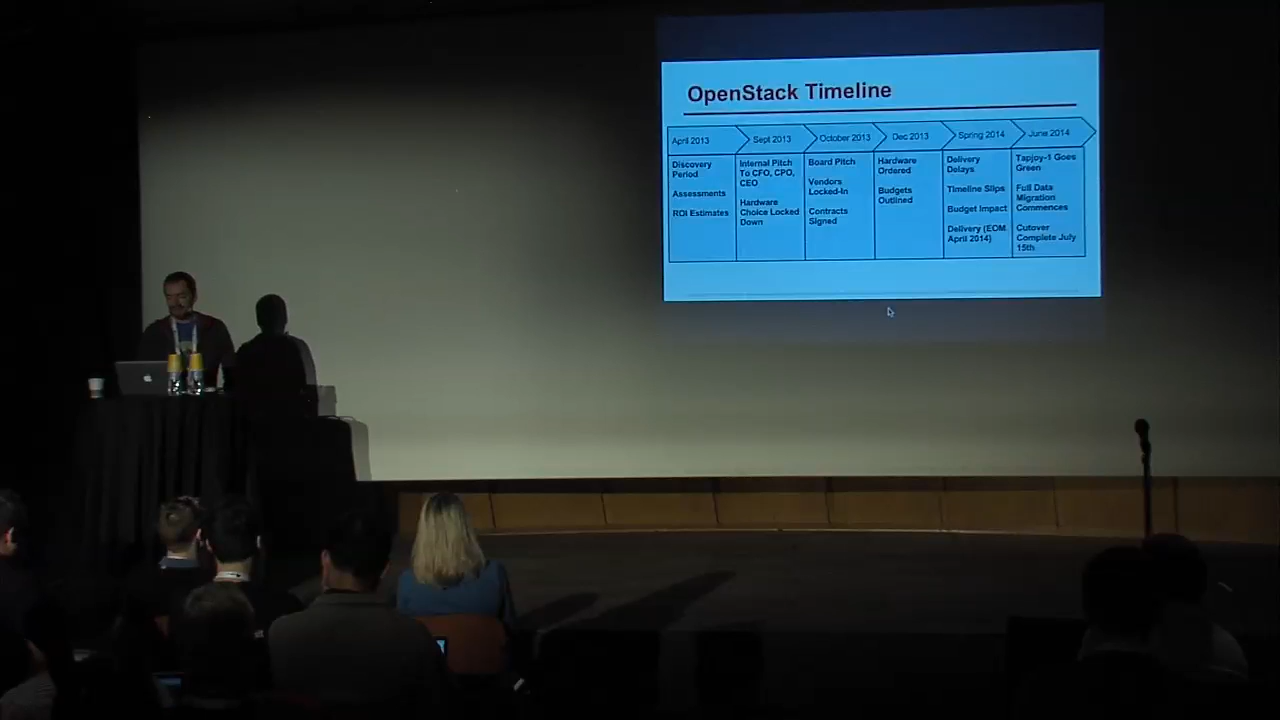 OpenStack Timeline
April 2013
Sept 2013
October 2013
Dec 2013
Spring 2014
June 2014
Discovery
Period
Assessments
ROI Estimates
Internal Pitch
To CFO, CPO,
CEO
Hardware
Choice Locked
Down
Board Pitch
Vendors
Locked-In
Contracts
Signed
Hardware
Ordered
Budgets
Outlined
Delivery
Delays
Timeline Slips
Budget Impact
Delivery (EOM
April 2014)
Tapjoy-1 Goes
Green
Full Data
Migration
Commences
Cutover
Complete July
15th